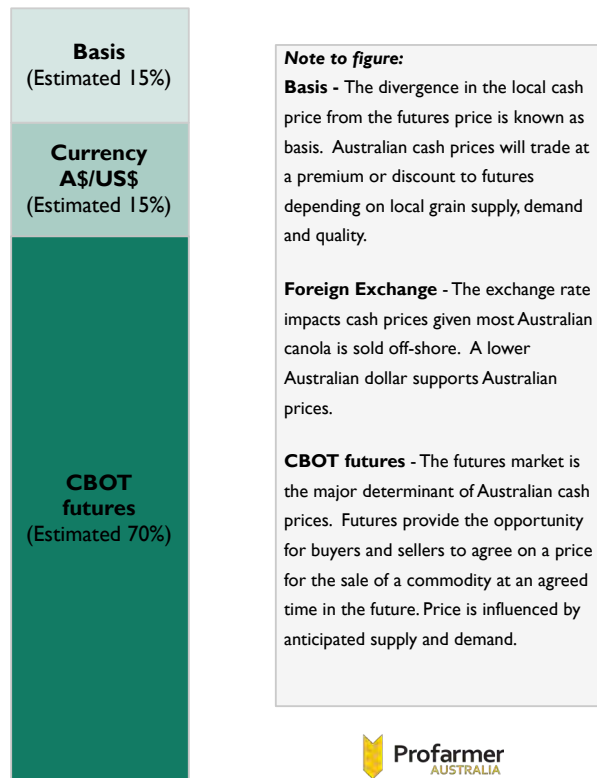 Basis
(Estimated 15%)
Currency
A$/US$
(Estimated 15%)
CBOT
futures
(Estimated 70%)
Note to figure:
Basis - The divergence in the local cash
price from the futures price is known as
basis. Australian cash prices will trade at
a premium or discount to futures
depending on local grain supply, demand
and quality.
Foreign Exchange - The exchange rate
impacts cash prices given most Australian
canola is sold off-shore. A lower
Australian dollar supports Australian
prices.
CBOT futures - The futures market is
the major determinant of Australian cash
prices. Futures provide the opportunity
for buyers and sellers to agree on a price
for the sale of a commodity at an agreed
time in the future. Price is influenced by
anticipated supply and demand.
Profarmer
AUSTRALIA